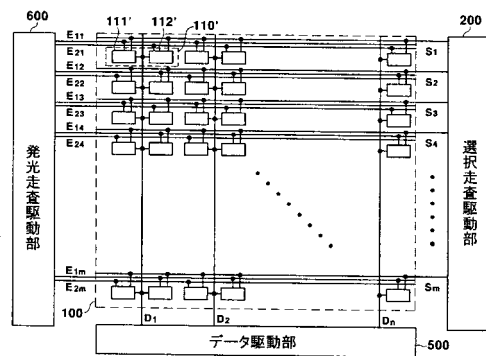 600
111'
112'
110'
200
E11
S1
E21
E12
S2
E22
E13
S3
E23
E14
S4
E24
発光走査駆動部
選択走査駆動部
E1m
E2m
Sm
100
D1
D2
Dn
データ駆動部
500